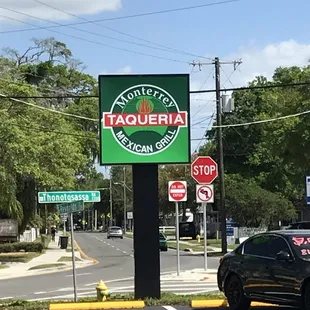 Monterrey
TAQUERIA
MEXICAN GRILL
STOP
Thonotosassa